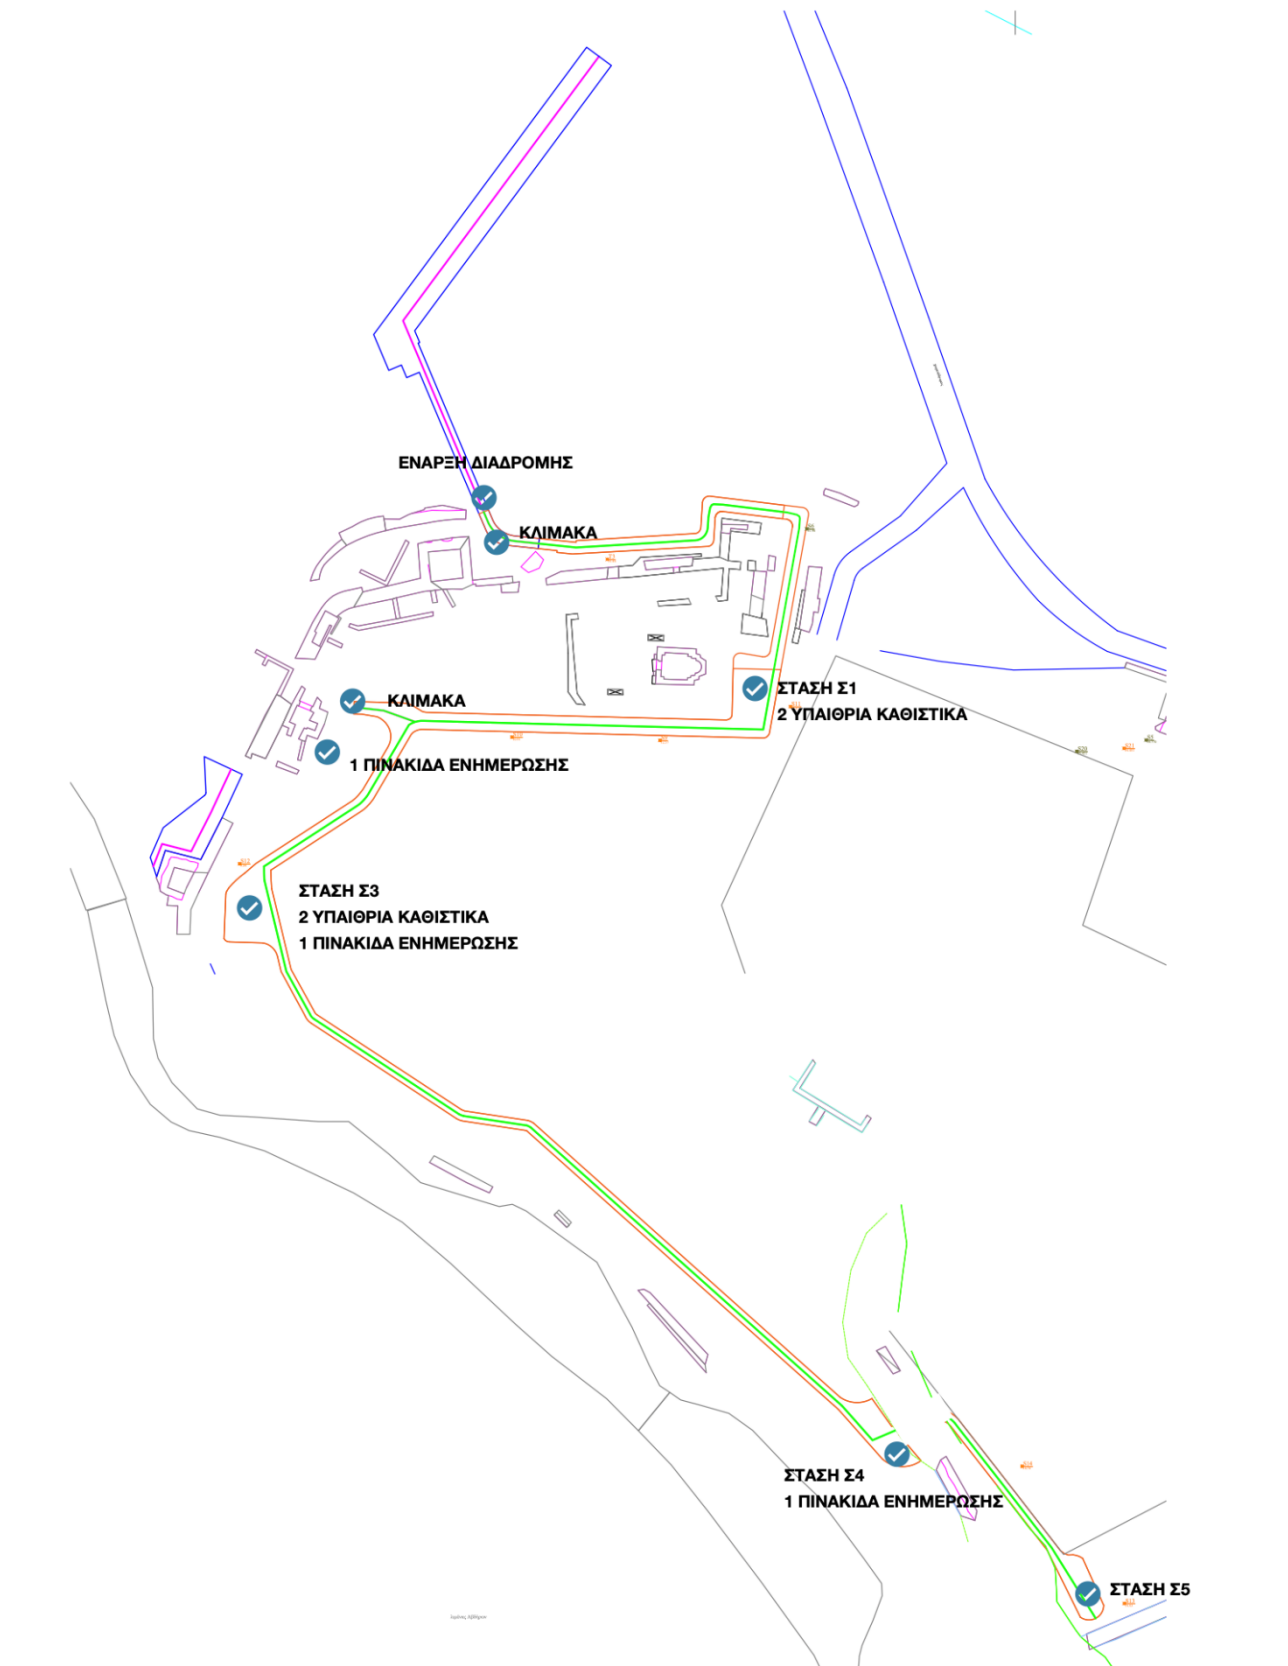 ΕΝΑΡΞΗ ΔΙΑΔΡΟΜΗΣ
ΚΛΙΜΑΚΑ
ΣΤΑΣΗ Σ1
2 ΥΠΑΙΘΡΙΑ ΚΑΘΙΣΤΙΚΑ
ΚΛΙΜΑΚΑ
1 ΠΙΝΑΚΙΔΑ ΕΝΗΜΕΡΩΣΗΣ
ΣΤΑΣΗ Σ3
2 ΥΠΑΙΘΡΙΑ ΚΑΘΙΣΤΙΚΑ
1 ΠΙΝΑΚΙΔΑ ΕΝΗΜΕΡΩΣΗΣ
ΣΤΑΣΗ Σ4
1 ΠΙΝΑΚΙΔΑ ΕΝΗΜΕΡΩΣΗΣ
ΣΤΑΣΗ Σ5